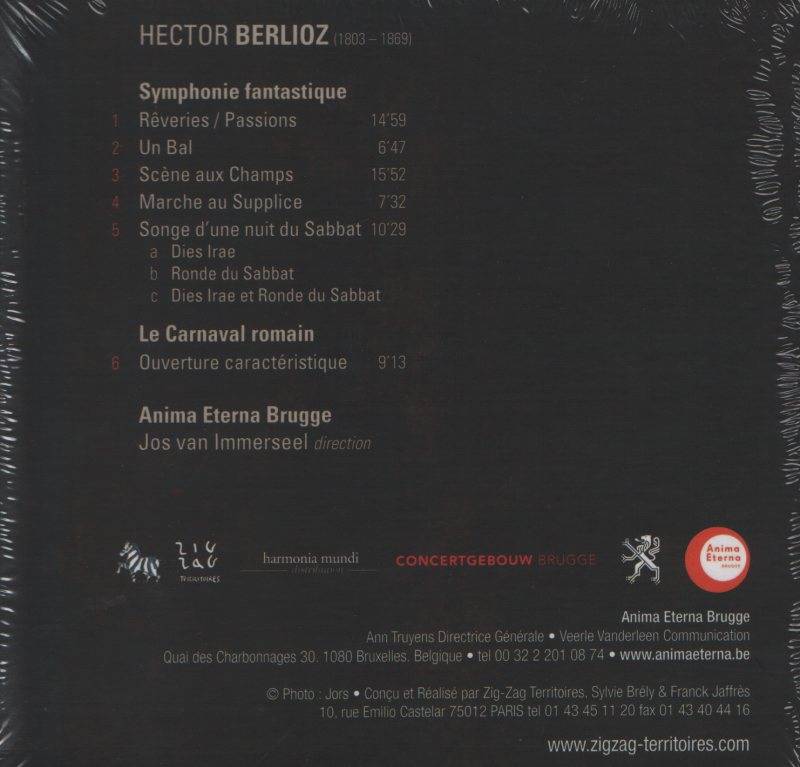 HECTOR BERLIOZ (1803 – 1869)
Symphonie fantastique
1 Rêveries / Passions 14'59
2 Un Bal 6'47
3 Scène aux Champs 15'52
4 Marche au Supplice 7'32
5 Songe d'une nuit du Sabbat 10'29
a Dies Irae
b Ronde du Sabbat
c Dies Irae et Ronde du Sabbat
Le Carnaval romain
6 Ouverture caractéristique 9'13
Anima Eterna Brugge
Jos van Immerseel direction
ZIG
ZAG
TERRITOIRES
harmonia mundi
distribution
CONCERTGEBOUW BRUGGE
Anima
Eterna
BRUGGE
Anima Eterna Brugge
Ann Truyens Directrice Générale • Veerle Vanderleen Communication
Quai des Charbonnages 30. 1080 Bruxelles. Belgique • tel 00 32 2 201 08 74 • www.animaeterna.be
© Photo : Jors • Conçu et Réalisé par Zig-Zag Territoires, Sylvie Brély & Franck Jaffrès
10, rue Emilio Castelar 75012 PARIS tel 01 43 45 11 20 fax 01 43 40 44 16
www.zigzag-territoires.com